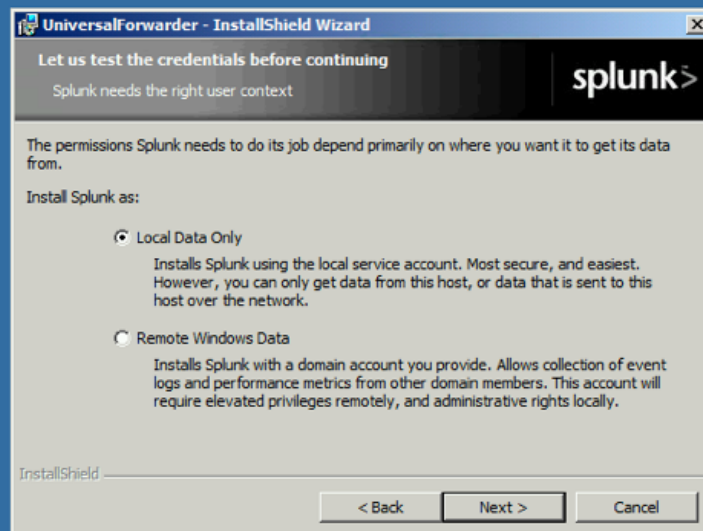 UniversalForwarder - InstallShield Wizard
Let us test the credentials before continuing
Splunk needs the right user context
splunk>
The permissions Splunk needs to do its job depend primarily on where you want it to get its data
from.
Install Splunk as:
Local Data Only
Installs Splunk using the local service account. Most secure, and easiest.
However, you can only get data from this host, or data that is sent to this
host over the network.
Remote Windows Data
Installs Splunk with a domain account you provide. Allows collection of event
logs and performance metrics from other domain members. This account will
require elevated privileges remotely, and administrative rights locally.
InstallShield
< Back
Next >
Cancel